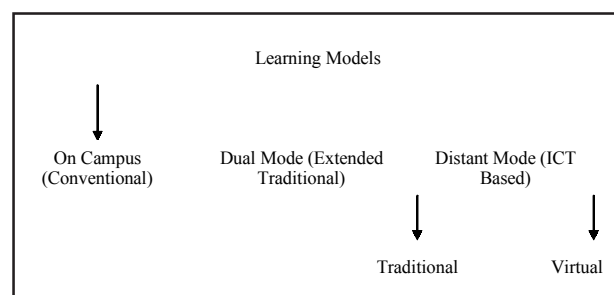 Learning Models
On Campus
(Conventional)
Dual Mode (Extended
Traditional)
Distant Mode (ICT
Based)
Traditional
Virtual